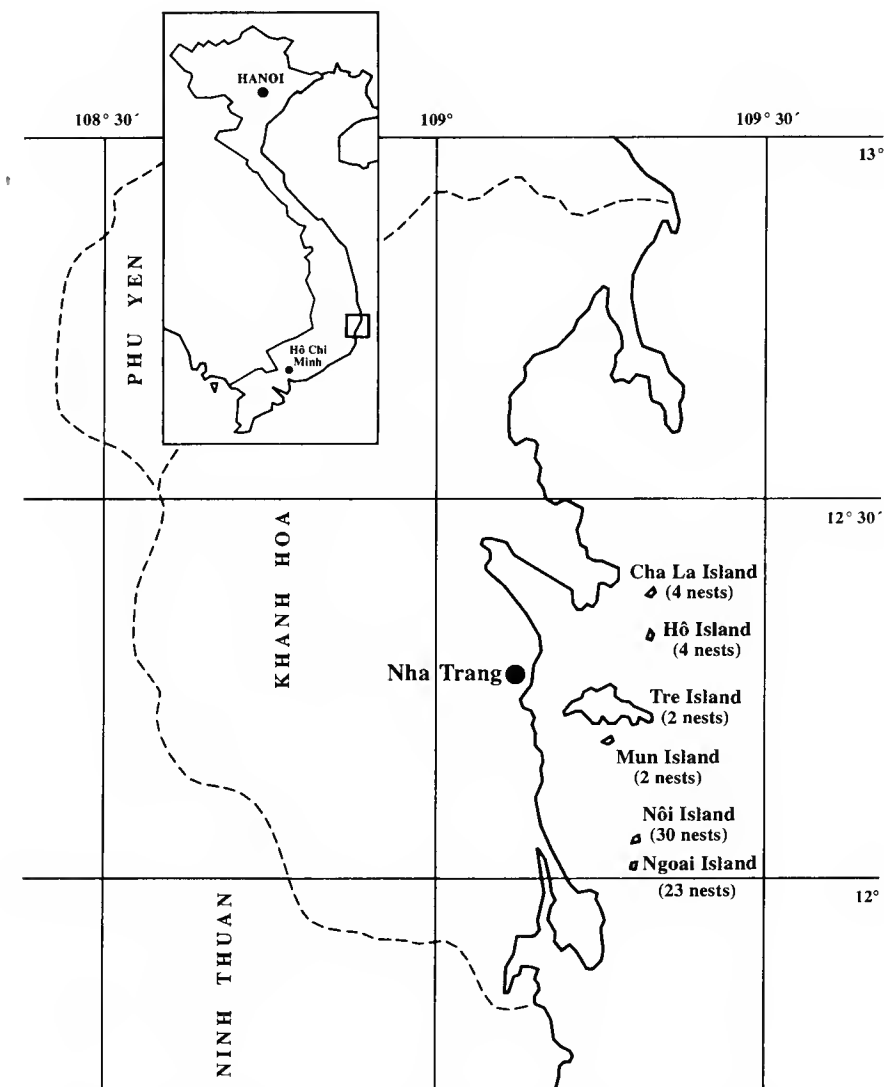 HANOI
Hô Chi
Minh
108° 30´
109°
109° 30´
13°
PHU YEN
12° 30´
KHANH HOA
Cha La Island
(4 nests)
Hô Island
(4 nests)
Nha Trang
Tre Island
(2 nests)
Mun Island
(2 nests)
Nôi Island
(30 nests)
Ngoai Island
(23 nests)
12°
NINH THUAN